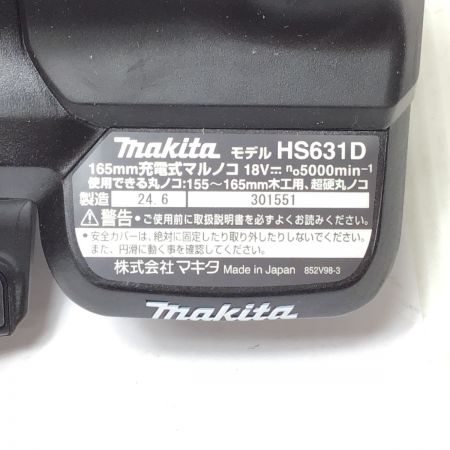 makita モデル HS631D
165mm充電式マルノコ 18V⎓ n₀5000min⁻¹
使用できる丸ノコ:155～165mm木工用、超硬丸ノコ
製造 24.6 301551
⚠警告 •ご使用前に取扱説明書を必ずよくお読みください。
•安全カバーは、絶対に固定したり取り外したりしないでください。
また、円滑に動く事を確認してください。
株式会社マキタ Made in Japan 852V98-3
makita